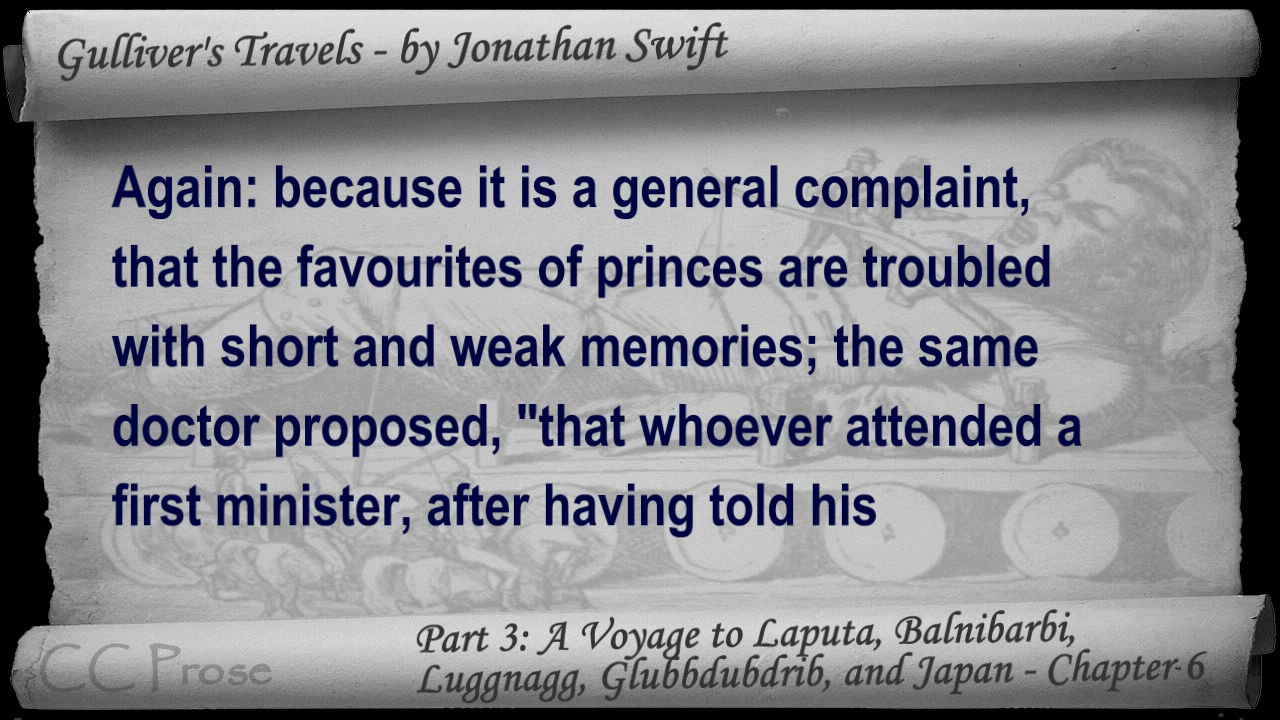 Gulliver's Travels - by Jonathan Swift
Again: because it is a general complaint,
that the favourites of princes are troubled
with short and weak memories; the same
doctor proposed, "that whoever attended a
first minister, after having told his
CC Prose
Part 3: A Voyage to Laputa, Balnibarbi,
Luggnagg, Glubbdubdrib, and Japan - Chapter 6